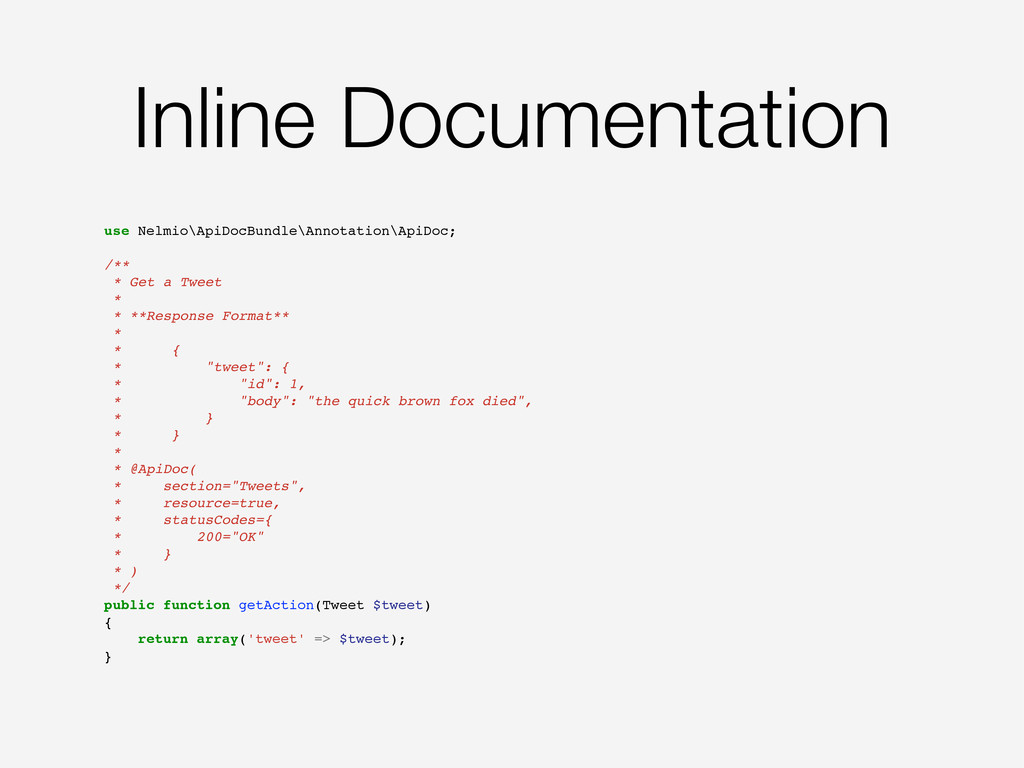 Inline Documentation
use Nelmio\ApiDocBundle\Annotation\ApiDoc;
/**
 * Get a Tweet
 *
 * **Response Format**
 *
 *      {
 *          "tweet": {
 *              "id": 1,
 *              "body": "the quick brown fox died",
 *          }
 *      }
 *
 * @ApiDoc(
 *     section="Tweets",
 *     resource=true,
 *     statusCodes={
 *         200="OK"
 *     }
 * )
 */
public function getAction(Tweet $tweet)
{
    return array('tweet' => $tweet);
}